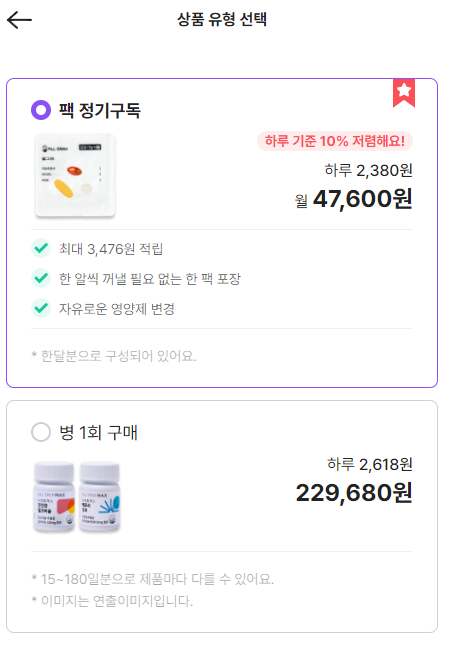 상품 유형 선택
팩 정기구독
하루 기준 10% 저렴해요!
하루 2,380원
월 47,600원
최대 3,476원 적립
한 알씩 꺼낼 필요 없는 한 팩 포장
자유로운 영양제 변경
* 한달분으로 구성되어 있어요.
병 1회 구매
하루 2,618원
229,680원
* 15~180일분으로 제품마다 다를 수 있어요.
* 이미지는 연출이미지입니다.